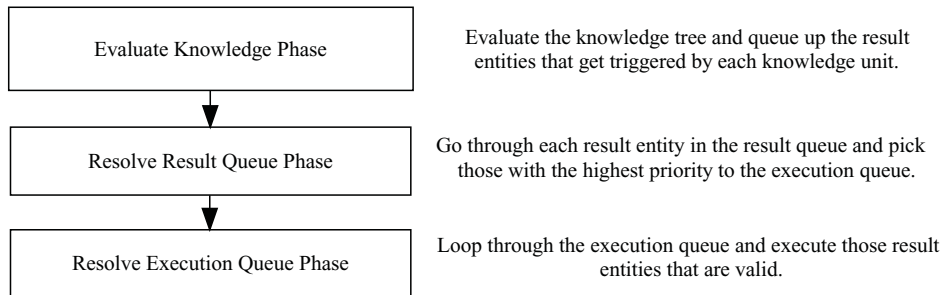 Evaluate Knowledge Phase
Evaluate the knowledge tree and queue up the result
entities that get triggered by each knowledge unit.
Resolve Result Queue Phase
Go through each result entity in the result queue and pick
those with the highest priority to the execution queue.
Resolve Execution Queue Phase
Loop through the execution queue and execute those result
entities that are valid.